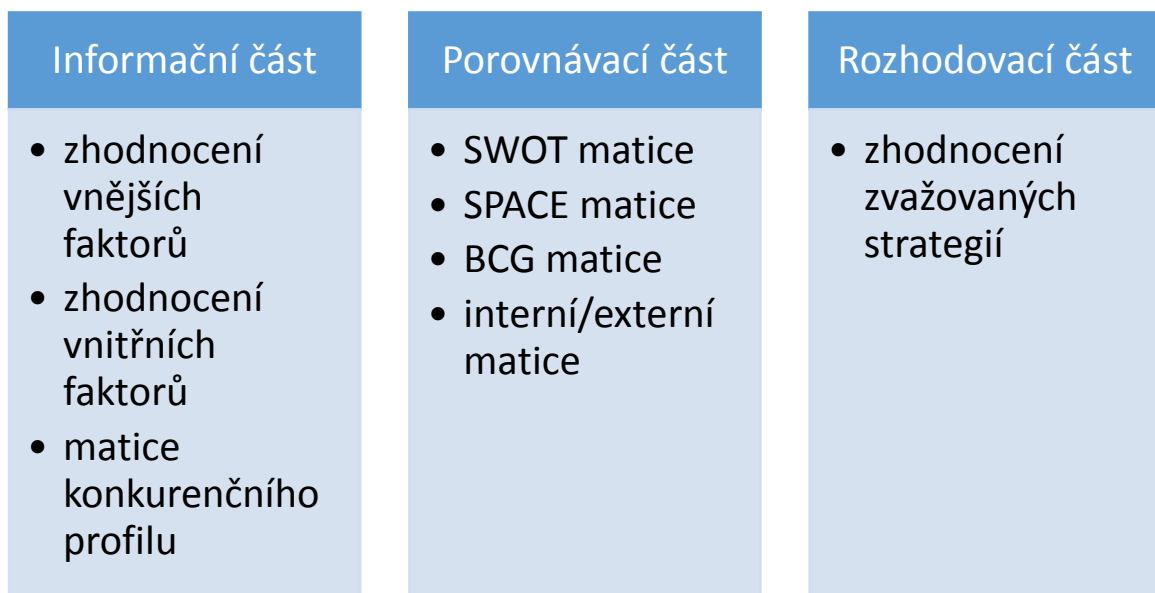 Informační část
• zhodnocení
vnějších
faktorů
• zhodnocení
vnitřních
faktorů
• matice
konkurenčního
profilu
Porovnávací část
• SWOT matice
• SPACE matice
• BCG matice
• interní/externí
matice
Rozhodovací část
• zhodnocení
zvažovaných
strategií